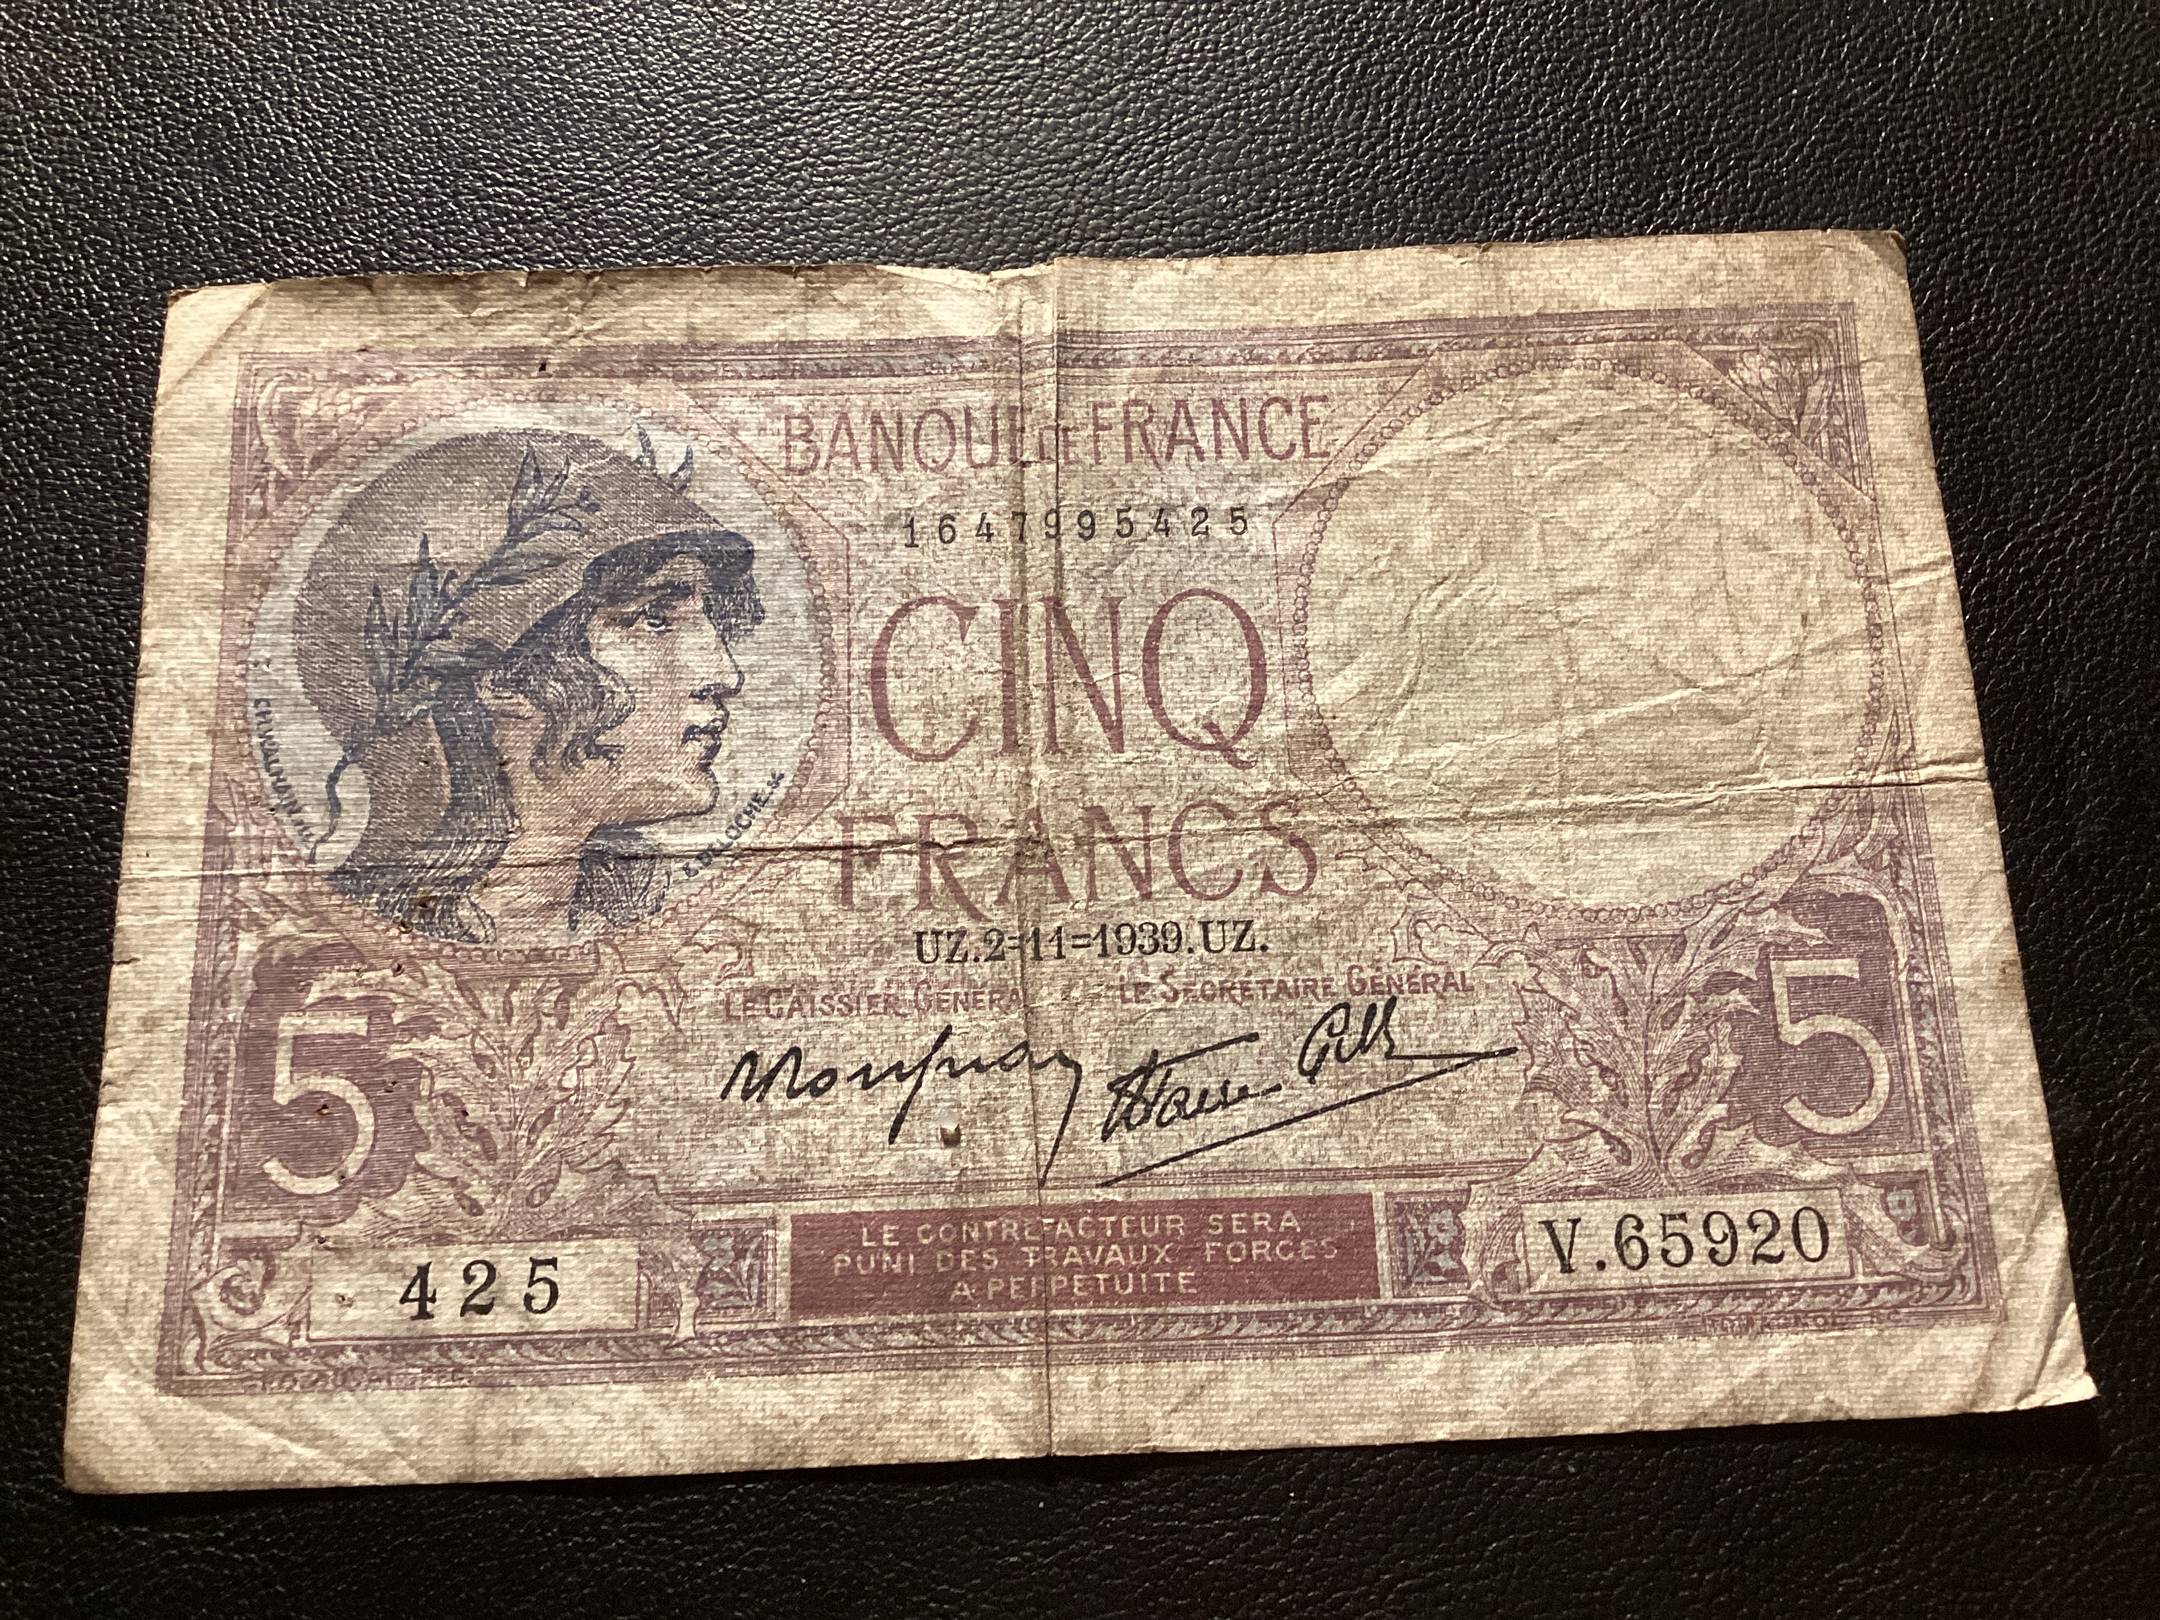 BANQUE DE FRANCE
1647995425
CINQ
FRANCS
UZ.2=11=1939.UZ.
LE CAISSIER GÉNÉRAL LE SECRÉTAIRE GÉNÉRAL
5 5
LE CONTREFACTEUR SERA
PUNI DES TRAVAUX FORCÉS
A PERPÉTUITÉ
425 V.65920